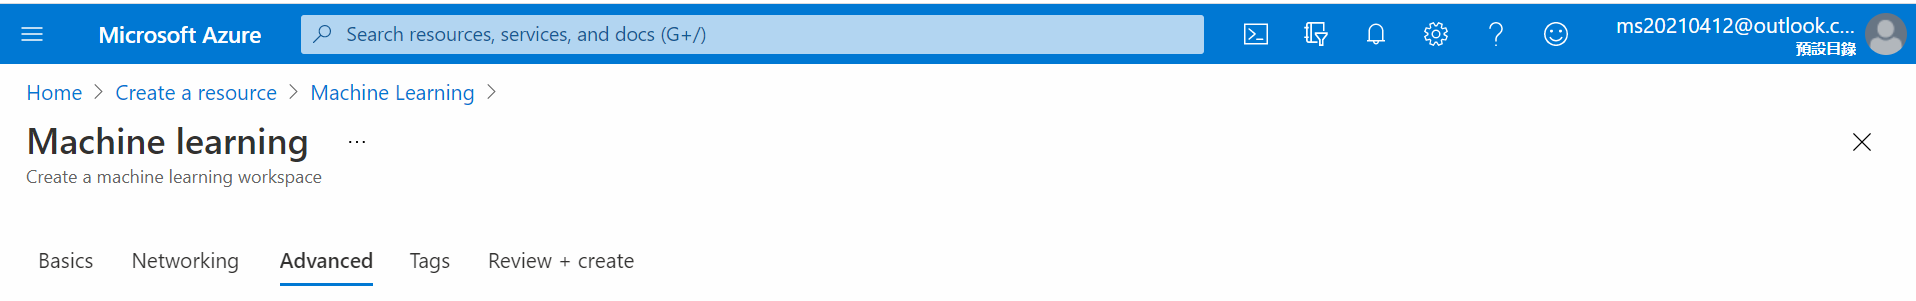 Microsoft Azure
Search resources, services, and docs (G+/)
ms20210412@outlook.c...
預設目錄
Home > Create a resource > Machine Learning >
Machine learning ...
Create a machine learning workspace
Basics Networking Advanced Tags Review + create